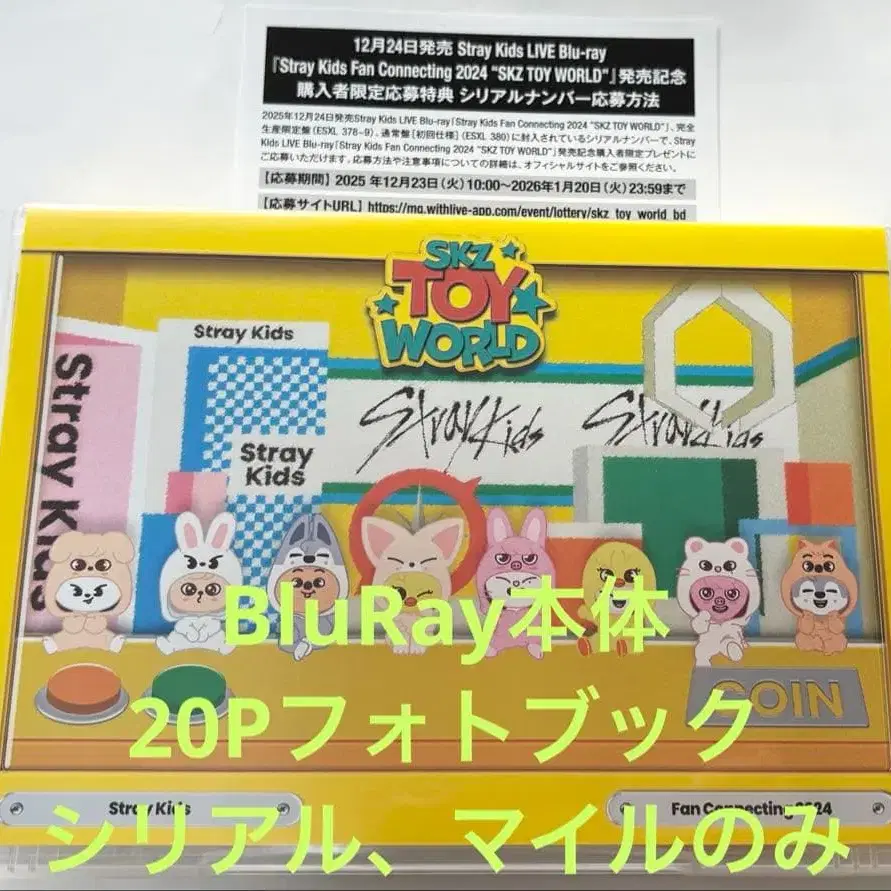 12月24日発売 Stray Kids LIVE Blu-ray
『Stray Kids Fan Connecting 2024 “SKZ TOY WORLD”』発売記念
購入者限定応募特典 シリアルナンバー応募方法
2025年12月24日発売Stray Kids LIVE Blu-ray『Stray Kids Fan Connecting 2024 “SKZ TOY WORLD”』、完全
生産限定盤(ESXL 378~9)、通常盤[初回仕様](ESXL 380)に封入されているシリアルナンバーで、Stray
Kids LIVE Blu-ray『Stray Kids Fan Connecting 2024 “SKZ TOY WORLD”』発売記念購入者限定プレゼントに
ご応募いただけます。応募方法や注意事項についての詳細は、オフィシャルサイトをご参照ください。
【応募期間】 2025年12月23日(火)10:00~2026年1月20日(火)23:59まで
【応募サイトURL】 https://mg.withlive-app.com/event/lottery/skz_toy_world_bd
SKZ
TOY
WORLD
Stray Kids
Stray Kids
Stray
Kids
Stray Kids
Stray Kids
BluRay本体
20Pフォトブック
COIN
Stray Kids
Fan Connecting 2024
シリアル、マイルのみ